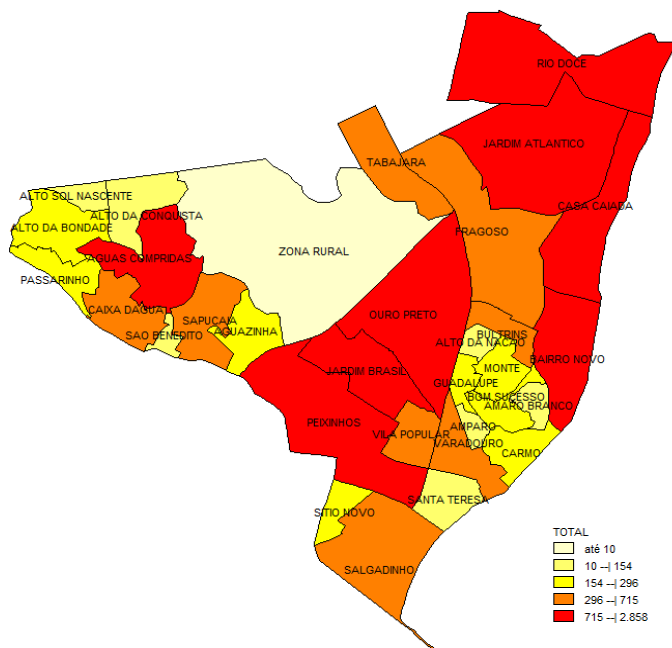 RIO DOCE
JARDIM ATLANTICO
TABAJARA
ALTO SOL NASCENTE
CASA CAIADA
ALTO DA CONQUISTA
ALTO DA BONDADE
FRAGOSO
ZONA RURAL
AGUAS COMPRIDAS
PASSARINHO
CAIXA DAGUA
OURO PRETO
SAPUCAIA
AGUAZINHA
SAO BENEDITO
BULTRINS
ALTO DA NACAO
BAIRRO NOVO
MONTE
JARDIM BRASIL
GUADALUPE
BOM SUCESSO
AMARO BRANCO
PEIXINHOS
AMPARO
VILA POPULAR
VARADOURO
CARMO
SANTA TERESA
SITIO NOVO
SALGADINHO
TOTAL
até 10
10 --| 154
154 --| 296
296 --| 715
715 --| 2.858